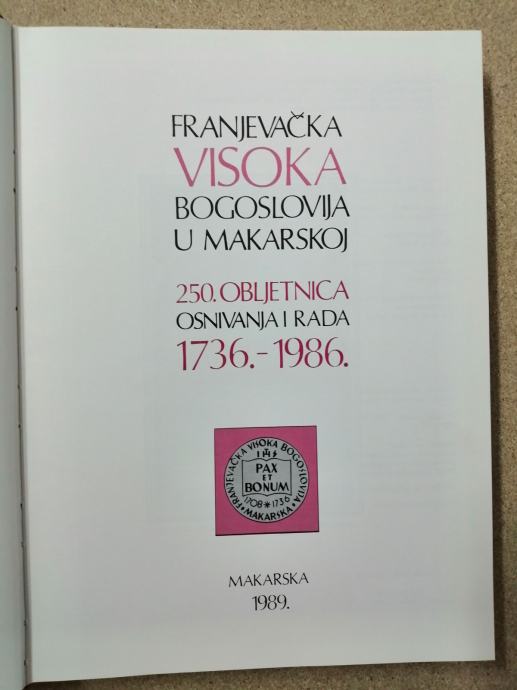 FRANJEVAČKA
VISOKA
BOGOSLOVIJA
U MAKARSKOJ
250. OBLJETNICA
OSNIVANJA I RADA
1736.-1986.
FRANJEVAČKA VISOKA BOGOSLOVIJA
IHS
PAX
ET
BONUM
1708*1736
• MAKARSKA •
MAKARSKA
1989.